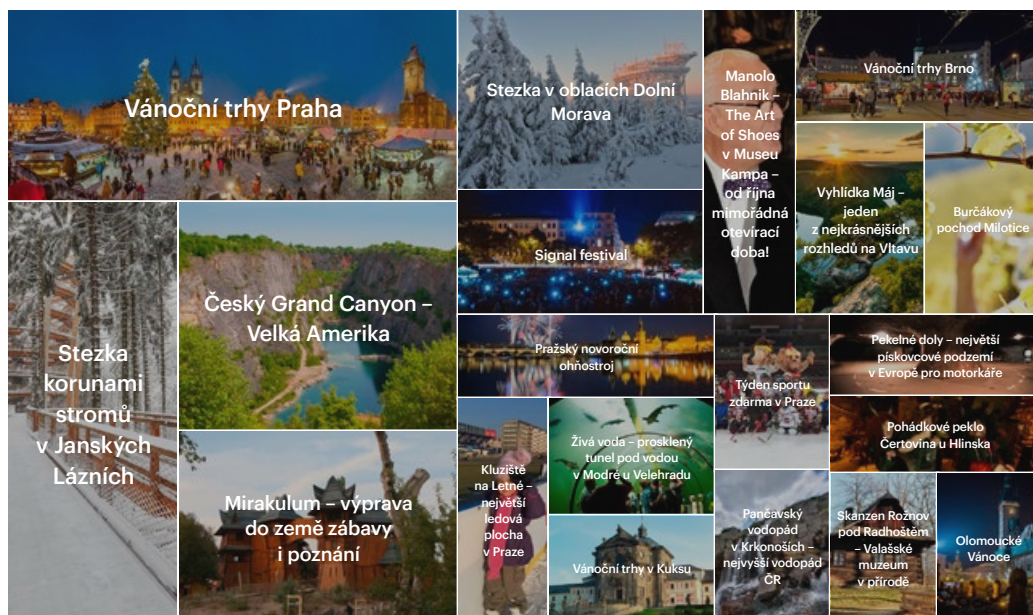 Vánoční trhy Praha
Stezka v oblacích Dolní
Morava
Manolo
Blahnik –
The Art
of Shoes
v Museu
Kampa –
od října
mimořádná
otevírací
doba!
Vánoční trhy Brno
Vyhlídka Máj –
jeden
z nejkrásnějších
rozhledů na Vltavu
Burčákový
pochod Milotice
Signal festival
Stezka
korunami
stromů
v Janských
Lázních
Český Grand Canyon –
Velká Amerika
Mirakulum – výprava
do země zábavy
i poznání
Pražský novoroční
ohňostroj
Týden sportu
zdarma v Praze
Pekelné doly – největší
pískovcové podzemí
v Evropě pro motorkáře
Kluziště
na Letné –
největší
ledová
plocha
v Praze
Živá voda – prosklený
tunel pod vodou
v Modré u Velehradu
Pohádkové peklo
Čertovina u Hlinska
Vánoční trhy v Kuksu
Pančavský
vodopád
v Krkonoších –
nejvyšší vodopád
ČR
Skanzen Rožnov
pod Radhoštěm
– Valašské
muzeum
v přírodě
Olomoucké
Vánoce